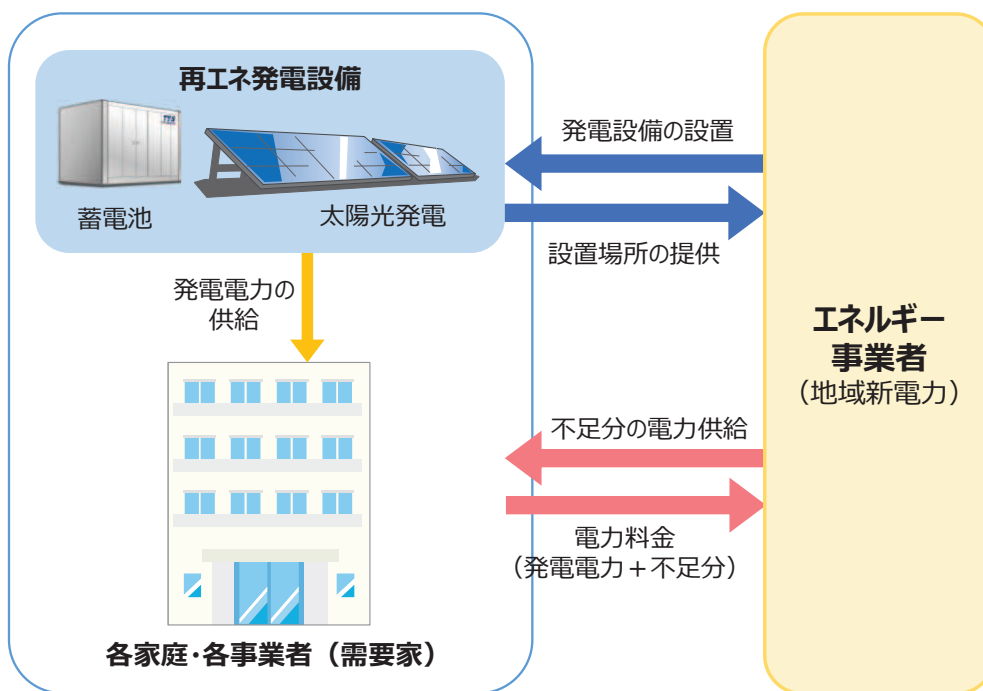 再エネ発電設備
蓄電池
太陽光発電
発電設備の設置
設置場所の提供
発電電力の
供給
エネルギー
事業者
（地域新電力）
不足分の電力供給
電力料金
（発電電力＋不足分）
各家庭・各事業者（需要家）